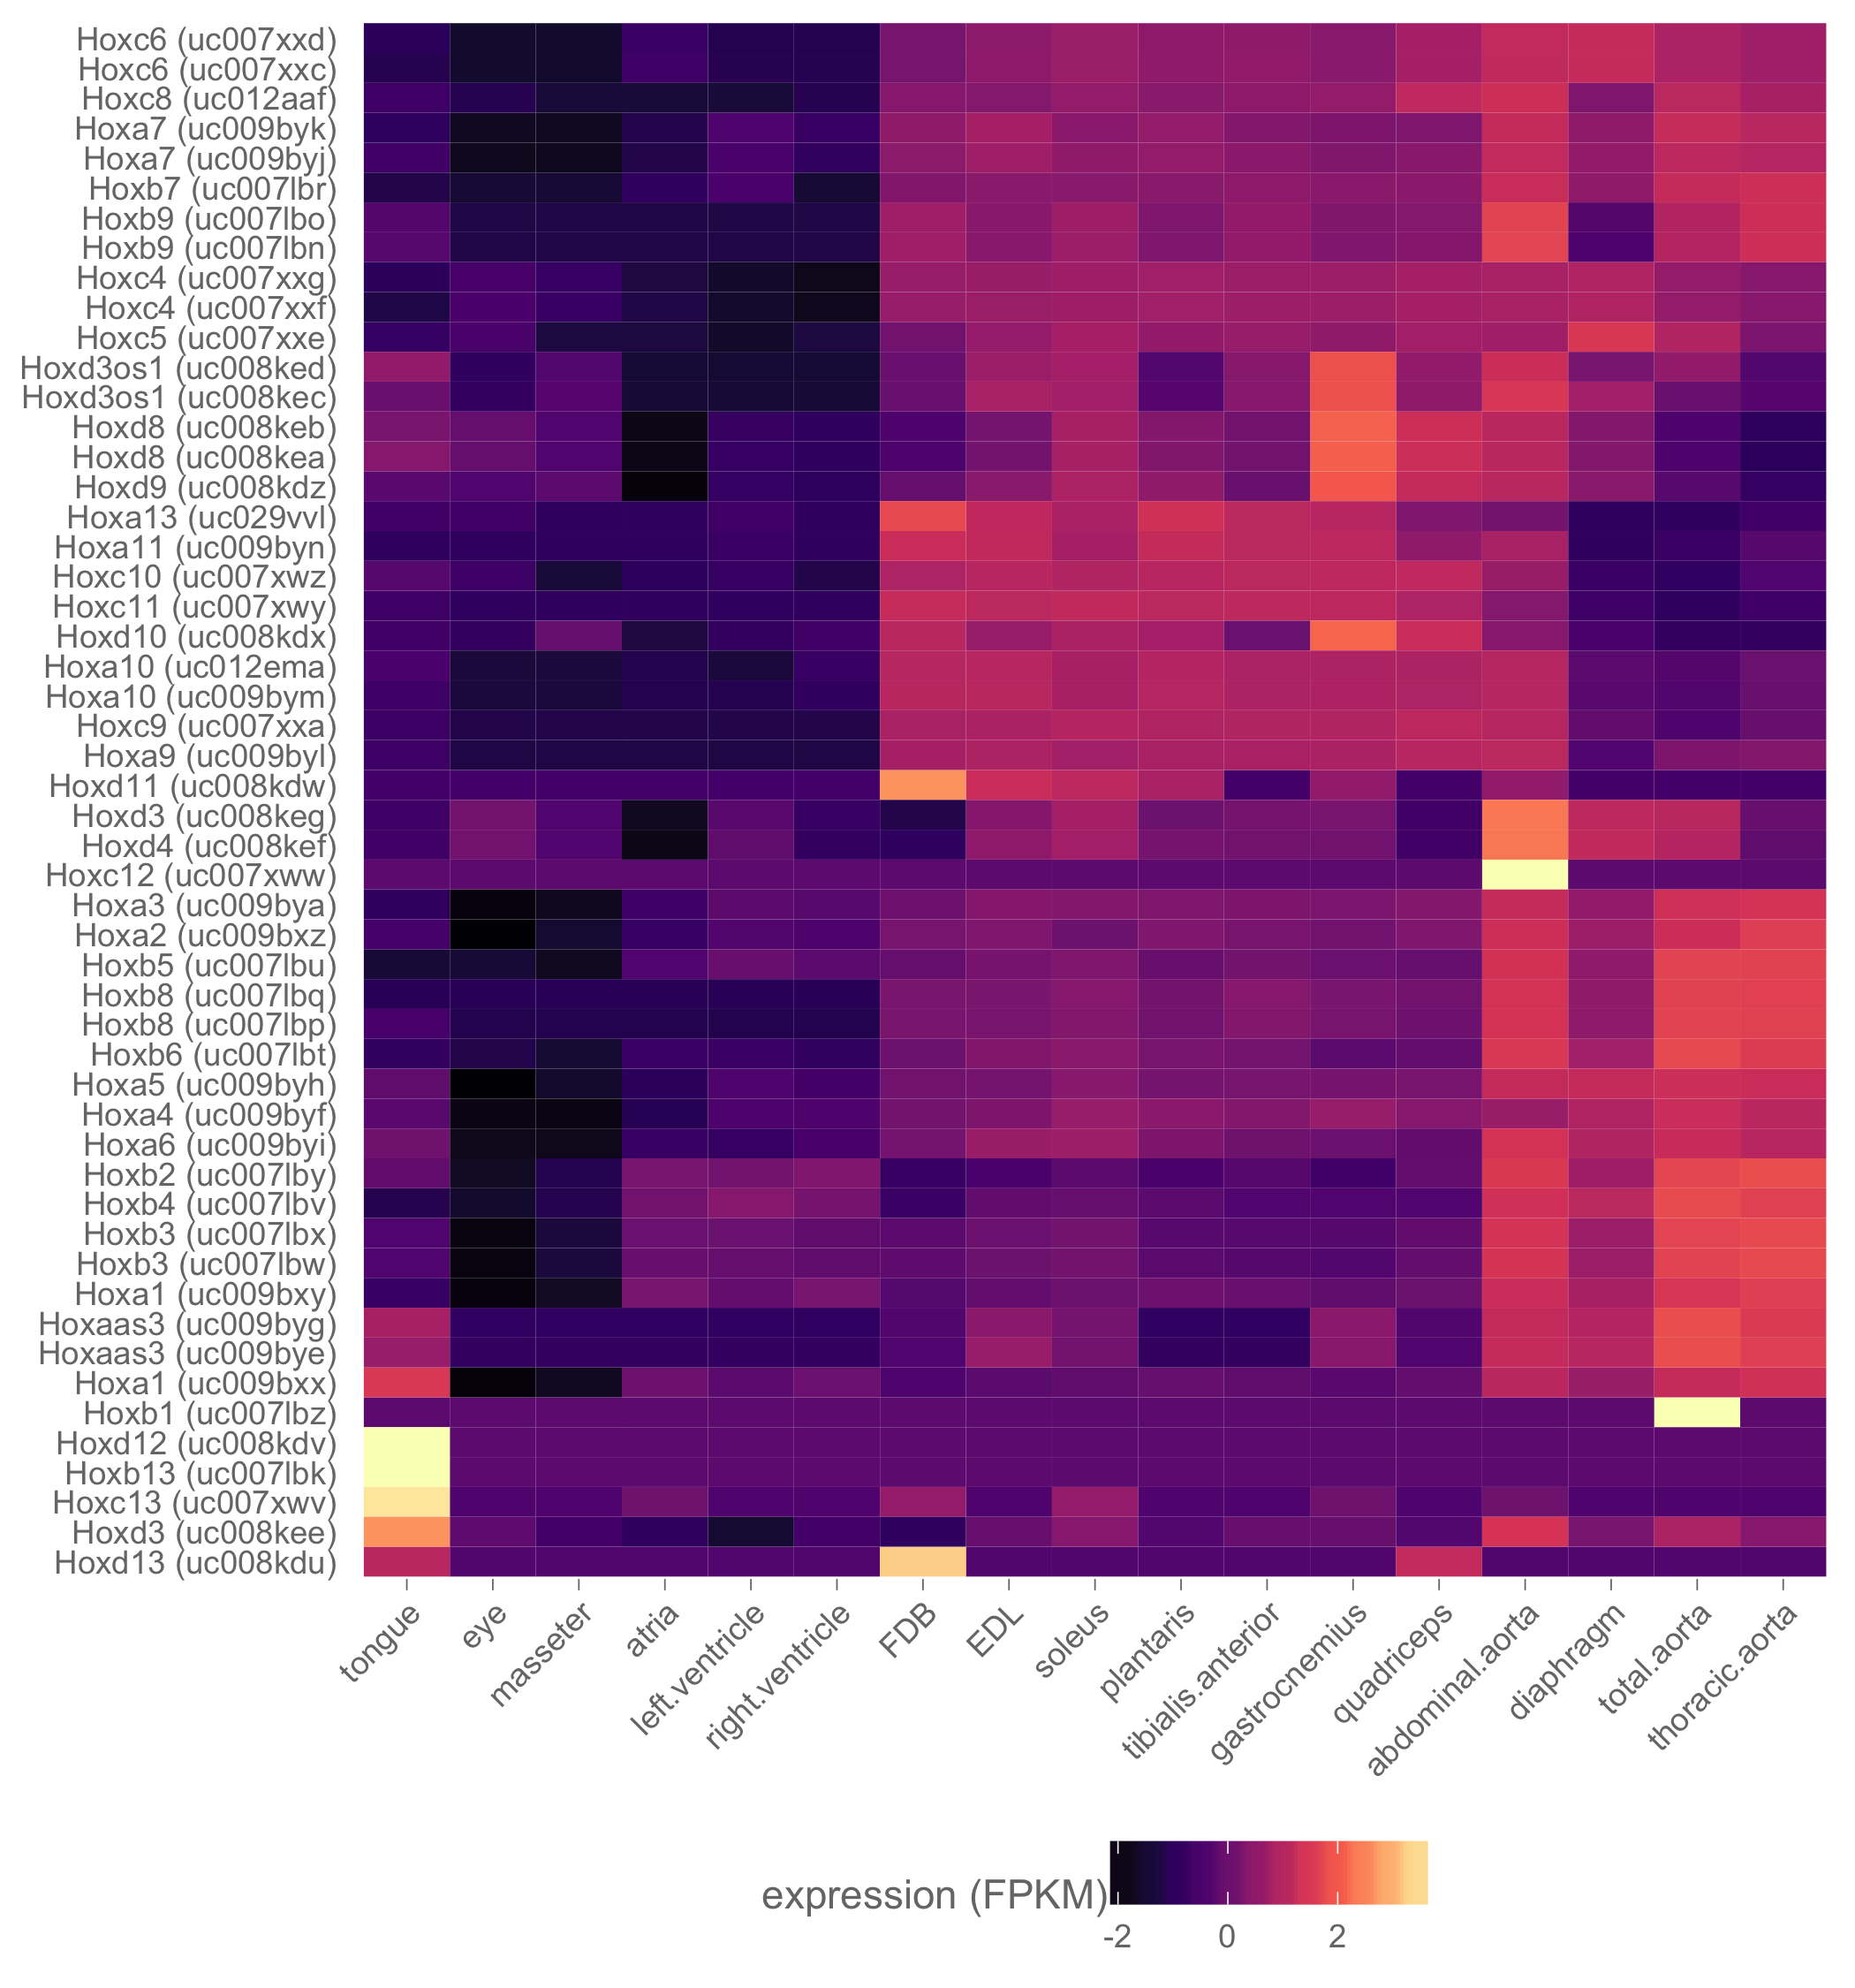 Hoxc6 (uc007xxd)
Hoxc6 (uc007xxc)
Hoxc8 (uc012aaf)
Hoxa7 (uc009byk)
Hoxa7 (uc009byj)
Hoxb7 (uc007lbr)
Hoxb9 (uc007lbo)
Hoxb9 (uc007lbn)
Hoxc4 (uc007xxg)
Hoxc4 (uc007xxf)
Hoxc5 (uc007xxe)
Hoxd3os1 (uc008ked)
Hoxd3os1 (uc008kec)
Hoxd8 (uc008keb)
Hoxd8 (uc008kea)
Hoxd9 (uc008kdz)
Hoxa13 (uc029vvl)
Hoxa11 (uc009byn)
Hoxc10 (uc007xwz)
Hoxc11 (uc007xwy)
Hoxd10 (uc008kdx)
Hoxa10 (uc012ema)
Hoxa10 (uc009bym)
Hoxc9 (uc007xxa)
Hoxa9 (uc009byl)
Hoxd11 (uc008kdw)
Hoxd3 (uc008keg)
Hoxd4 (uc008kef)
Hoxc12 (uc007xww)
Hoxa3 (uc009bya)
Hoxa2 (uc009bxz)
Hoxb5 (uc007lbu)
Hoxb8 (uc007lbq)
Hoxb8 (uc007lbp)
Hoxb6 (uc007lbt)
Hoxa5 (uc009byh)
Hoxa4 (uc009byf)
Hoxa6 (uc009byi)
Hoxb2 (uc007lby)
Hoxb4 (uc007lbv)
Hoxb3 (uc007lbx)
Hoxb3 (uc007lbw)
Hoxa1 (uc009bxy)
Hoxaas3 (uc009byg)
Hoxaas3 (uc009bye)
Hoxa1 (uc009bxx)
Hoxb1 (uc007lbz)
Hoxd12 (uc008kdv)
Hoxb13 (uc007lbk)
Hoxc13 (uc007xwv)
Hoxd3 (uc008kee)
Hoxd13 (uc008kdu)
tongue
eye
masseter
atria
left.ventricle
right.ventricle
FDB
EDL
soleus
plantaris
tibialis.anterior
gastrocnemius
quadriceps
abdominal.aorta
diaphragm
total.aorta
thoracic.aorta
expression (FPKM)
-2 0 2